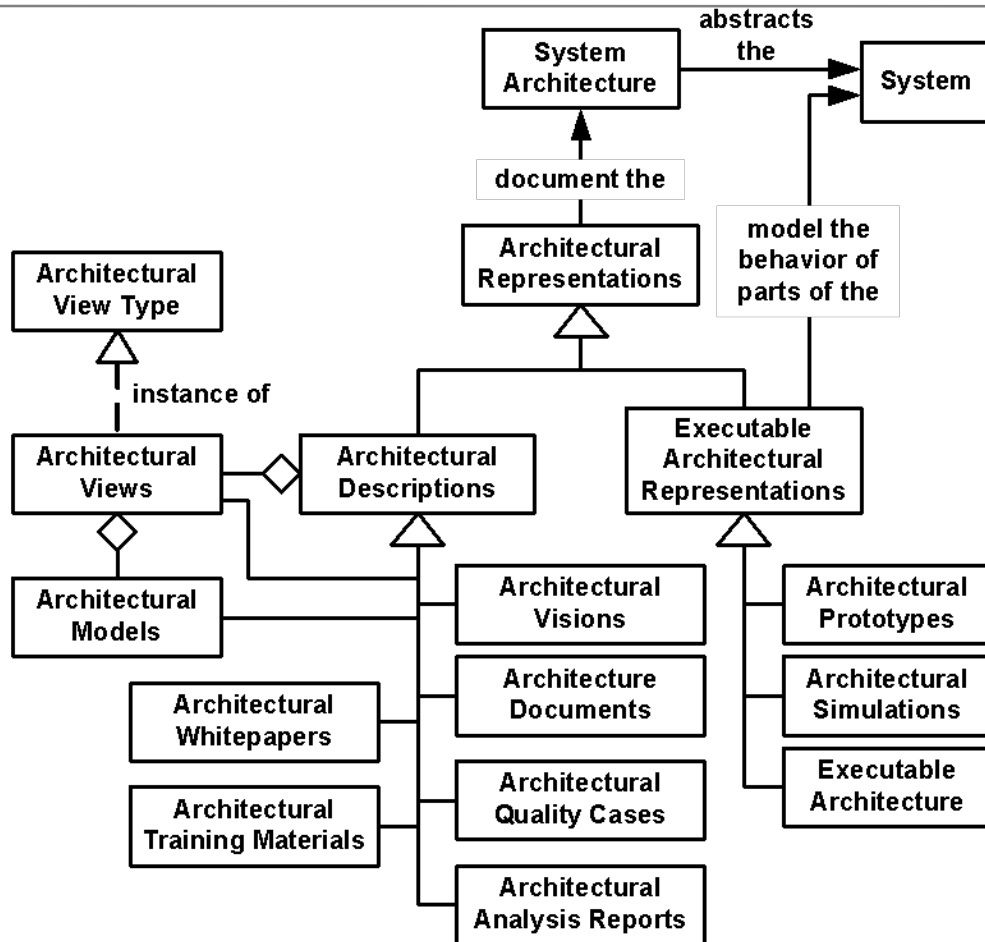 abstracts
the
System
Architecture
System
document the
model the
behavior of
parts of the
Architectural
Representations
Architectural
View Type
instance of
Architectural
Views
Architectural
Descriptions
Executable
Architectural
Representations
Architectural
Models
Architectural
Visions
Architectural
Prototypes
Architectural
Whitepapers
Architecture
Documents
Architectural
Simulations
Architectural
Training Materials
Architectural
Quality Cases
Executable
Architecture
Architectural
Analysis Reports